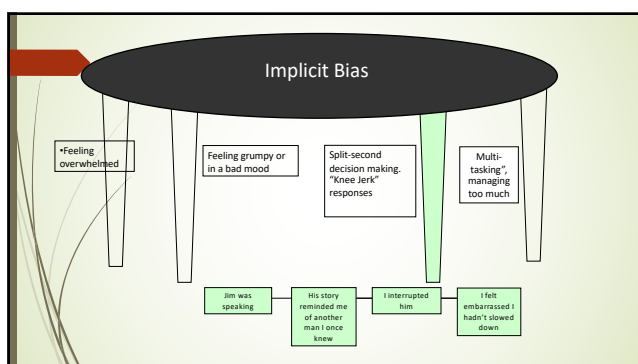 Implicit Bias
•Feeling
overwhelmed
Feeling grumpy or
in a bad mood
Split-second
decision making.
“Knee Jerk”
responses
Multi-
tasking”,
managing
too much
Jim was
speaking
His story
reminded me
of another
man I once
knew
I interrupted
him
I felt
embarrassed I
hadn’t slowed
down